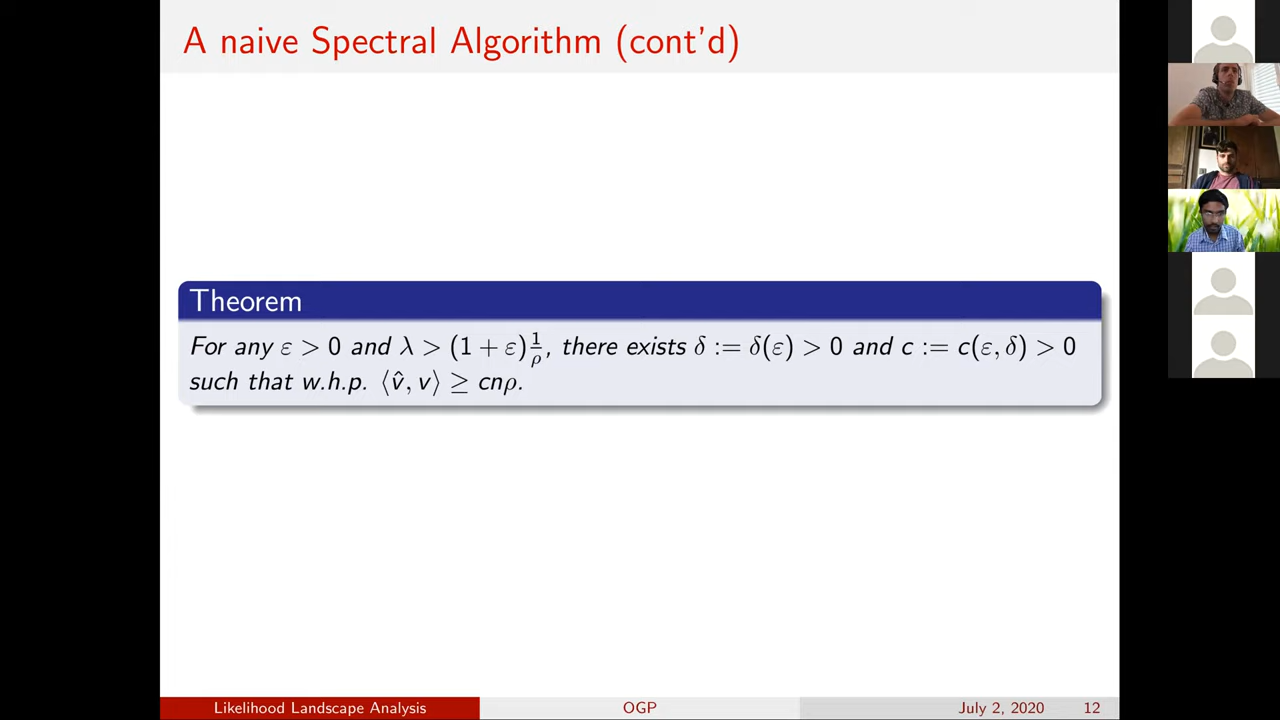 A naive Spectral Algorithm (cont'd)
Theorem
For any ε > 0 and λ > (1 + ε)1/ρ, there exists δ := δ(ε) > 0 and c := c(ε, δ) > 0
such that w.h.p. ⟨v̂, v⟩ ≥ cnρ.
Likelihood Landscape Analysis OGP July 2, 2020 12